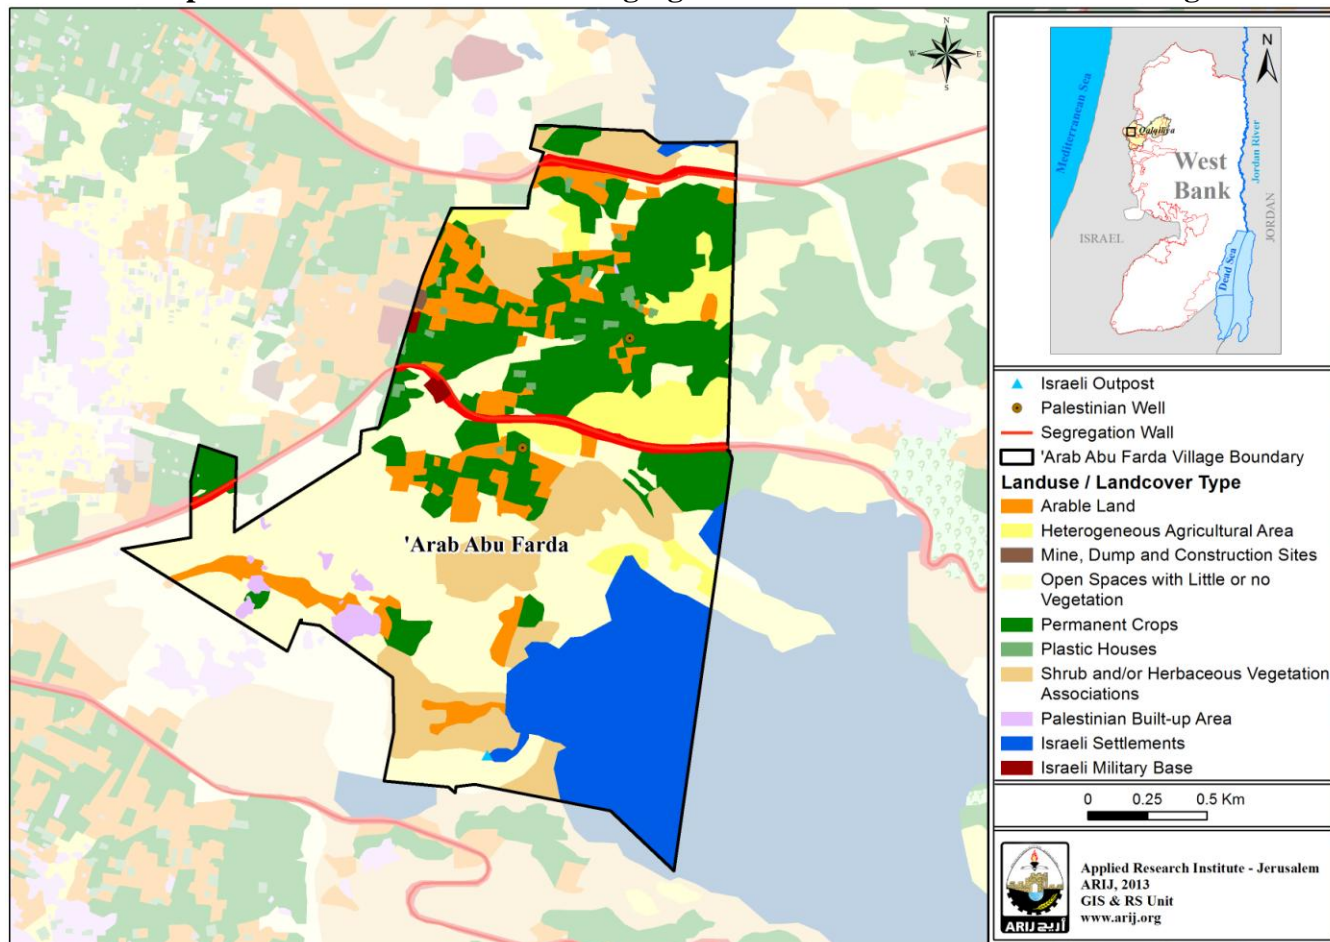 N
W
E
S
'Arab Abu Farda
N
Mediterranean Sea
Qalqiliya
West
Bank
Jordan River
JORDAN
ISRAEL
Dead Sea
Israeli Outpost
Palestinian Well
Segregation Wall
'Arab Abu Farda Village Boundary
Landuse / Landcover Type
Arable Land
Heterogeneous Agricultural Area
Mine, Dump and Construction Sites
Open Spaces with Little or no
Vegetation
Permanent Crops
Plastic Houses
Shrub and/or Herbaceous Vegetation
Associations
Palestinian Built-up Area
Israeli Settlements
Israeli Military Base
0 0.25 0.5 Km
Applied Research Institute - Jerusalem
ARIJ, 2013
GIS & RS Unit
www.arij.org
ARIJ أريج